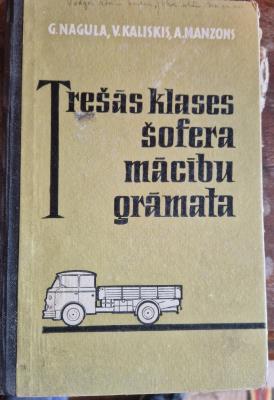 G. NAGULA, V. KALISKIS, A. MANZONS
Trešās klases
šofera
mācību
grāmata